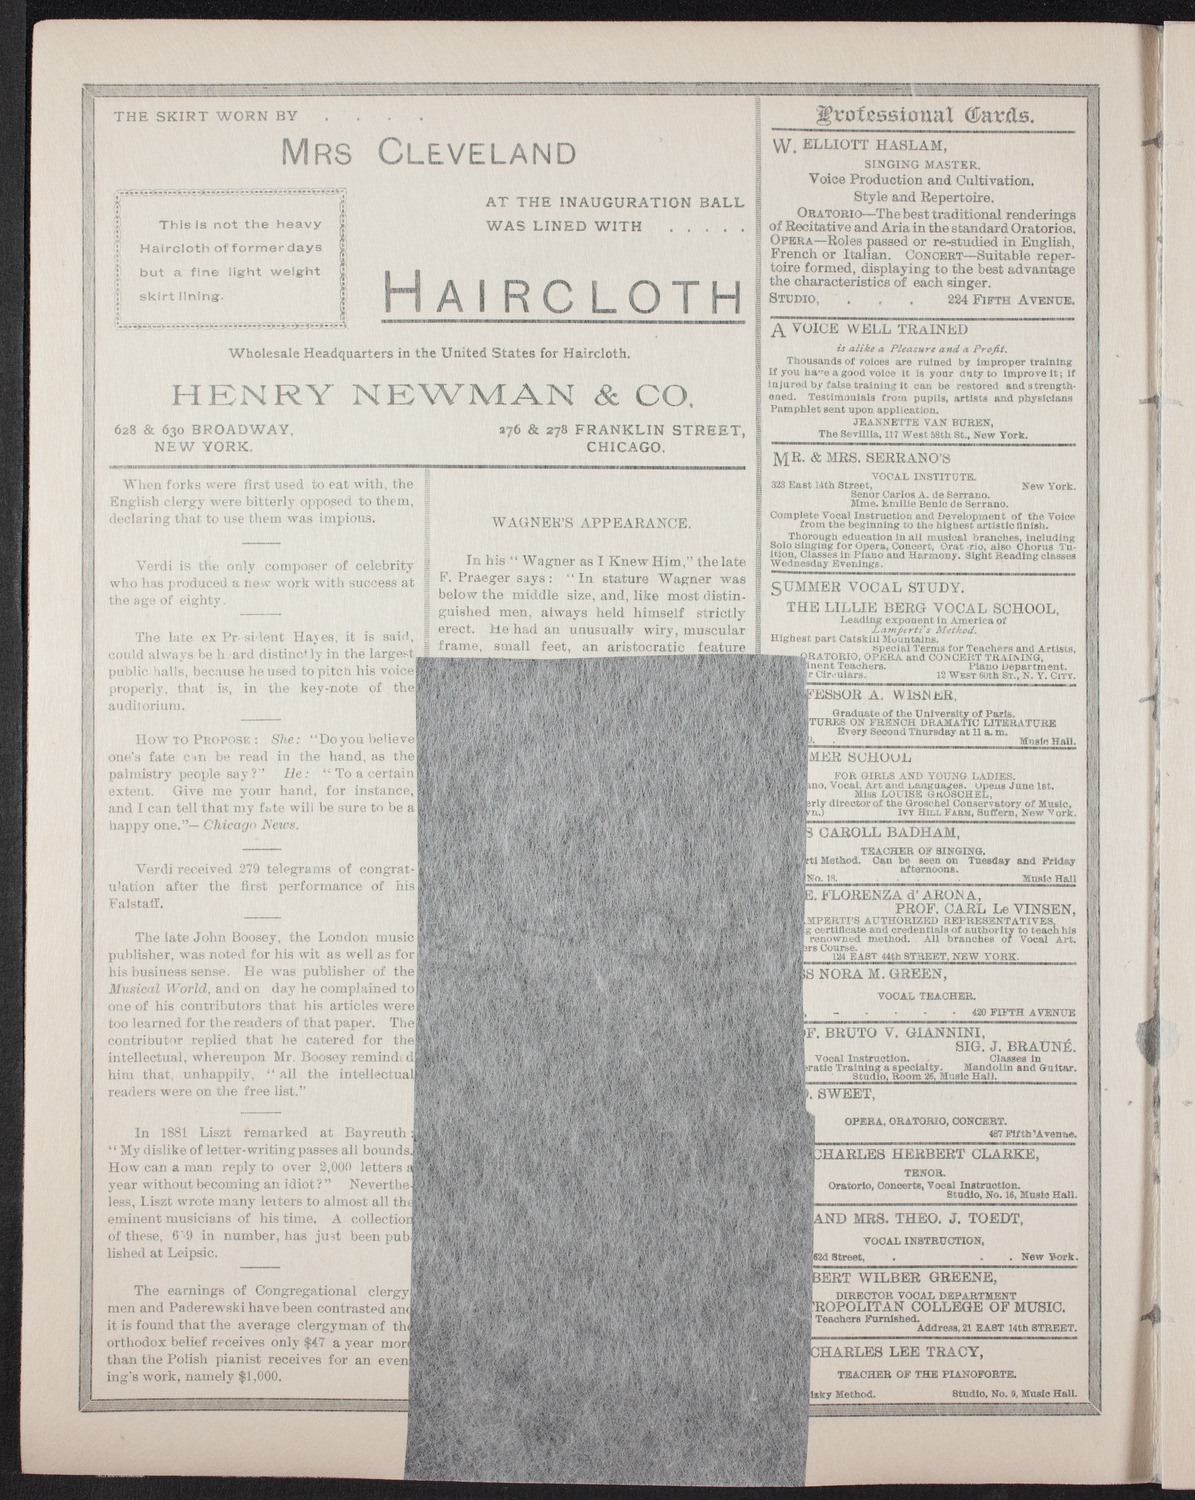 THE SKIRT WORN BY . . . .
MRS CLEVELAND
AT THE INAUGURATION BALL
WAS LINED WITH . . . . .
This is not the heavy
Haircloth of former days
but a fine light weight
skirt lining.
HAIRCLOTH
Wholesale Headquarters in the United States for Haircloth.
HENRY NEWMAN & CO.
628 & 630 BROADWAY,
NEW YORK.
276 & 278 FRANKLIN STREET,
CHICAGO.
When forks were first used to eat with, the
English clergy were bitterly opposed to them,
declaring that to use them was impious.
Verdi is the only composer of celebrity
who has produced a new work with success at
the age of eighty.
The late ex President Hayes, it is said,
could always be heard distinctly in the largest
public halls, because he used to pitch his voice
properly, that is, in the key-note of the
auditorium.
HOW TO PROPOSE: She: "Do you believe
one's fate can be read in the hand, as the
palmistry people say?" He: "To a certain
extent. Give me your hand, for instance,
and I can tell that my fate will be sure to be a
happy one."—Chicago News.
Verdi received 279 telegrams of congrat-
ulation after the first performance of his
Falstaff.
The late John Boosey, the London music
publisher, was noted for his wit as well as for
his business sense. He was publisher of the
Musical World, and on day he complained to
one of his contributors that his articles were
too learned for the readers of that paper. The
contributor replied that he catered for the
intellectual, whereupon Mr. Boosey reminded
him that, unhappily, "all the intellectual
readers were on the free list."
In 1881 Liszt remarked at Bayreuth:
"My dislike of letter-writing passes all bounds.
How can a man reply to over 2,000 letters a
year without becoming an idiot?" Neverthe-
less, Liszt wrote many letters to almost all the
eminent musicians of his time. A collection
of these, in number, has just been pub-
lished at Leipsic.
The earnings of Congregational clergy
men and Paderewski have been contrasted and
it is found that the average clergyman of the
orthodox belief receives only $47 a year more
than the Polish pianist receives for an even
ing's work, namely $1,000.
WAGNER'S APPEARANCE.
In his "Wagner as I Knew Him," the late
F. Praeger says: "In stature Wagner was
below the middle size, and, like most distin-
guished men, always held himself strictly
erect. He had an unusually wiry, muscular
frame, small feet, an aristocratic feature
Professional Cards.
W. ELLIOTT HASLAM,
SINGING MASTER.
Voice Production and Cultivation,
Style and Repertoire.
ORATORIO—The best traditional renderings
of Recitative and Aria in the standard Oratorios.
OPERA—Roles passed or re-studied in English,
French or Italian. CONCERT—Suitable reper-
toire formed, displaying to the best advantage
the characteristics of each singer.
STUDIO, . . . 224 FIFTH AVENUE.
A VOICE WELL TRAINED
is alike a Pleasure and a Profit.
Thousands of voices are ruined by improper training
If you have a good voice it is your duty to improve it; if
injured by false training it can be restored and strength-
ened. Testimonials from pupils, artists and physicians
Pamphlet sent upon application.
JEANNETTE VAN BUREN,
The Sevillia, 117 West 58th St., New York.
MR. & MRS. SERRANO'S
VOCAL INSTITUTE.
323 East 14th Street, New York.
Senor Carlos A. de Serrano.
Mme. Emilie Benic de Serrano.
Complete Vocal Instruction and Development of the Voice
from the beginning to the highest artistic finish.
Thorough education in all musical branches, including
Solo Singing for Opera, Concert, Oratorio, also Chorus Tu-
ition, Classes in Piano and Harmony. Sight Reading classes
Wednesday Evenings.
SUMMER VOCAL STUDY.
THE LILLIE BERG VOCAL SCHOOL,
Leading exponent in America of
Lamperti's Method.
Highest part Catskill Mountains.
Special Terms for Teachers and Artists,
ORATORIO, OPERA and CONCERT TRAINING,
inent Teachers. Piano Department.
r Circulars. 12 WEST 60th ST., N. Y. CITY.
FESSOR A. WISNER,
Graduate of the University of Paris.
TURES ON FRENCH DRAMATIC LITERATURE
Every Second Thursday at 11 a. m.
Music Hall.
MER SCHOOL
FOR GIRLS AND YOUNG LADIES.
ano, Vocal, Art and Languages. Opens June 1st.
Miss LOUISE GROSCHEL,
erly director of the Groschel Conservatory of Music,
yn.) IVY HILL FARM, Suffern, New York.
S CAROLL BADHAM,
TEACHER OF SINGING.
rti Method. Can be seen on Tuesday and Friday
afternoons.
No. 18. Music Hall
E. FLORENZA d' ARONA,
PROF. CARL Le VINSEN,
MPERTI'S AUTHORIZED REPRESENTATIVES,
g certificate and credentials of authority to teach his
renowned method. All branches of Vocal Art.
ers Course.
124 EAST 44th STREET, NEW YORK.
S NORA M. GREEN,
VOCAL TEACHER.
420 FIFTH AVENUE
F. BRUTO V. GIANNINI,
SIG. J. BRAUNÉ.
Vocal Instruction. Classes in
ratic Training a specialty. Mandolin and Guitar.
Studio, Room 26, Music Hall.
. SWEET,
OPERA, ORATORIO, CONCERT.
487 Fifth Avenue.
CHARLES HERBERT CLARKE,
TENOR.
Oratorio, Concerts, Vocal Instruction.
Studio, No. 16, Music Hall.
AND MRS. THEO. J. TOEDT,
VOCAL INSTRUCTION,
62d Street, . . . New York.
BERT WILBER GREENE,
DIRECTOR VOCAL DEPARTMENT
ROPOLITAN COLLEGE OF MUSIC.
Teachers Furnished.
Address, 21 EAST 14th STREET.
CHARLES LEE TRACY,
TEACHER OF THE PIANOFORTE.
izky Method. Studio, No. 9, Music Hall.